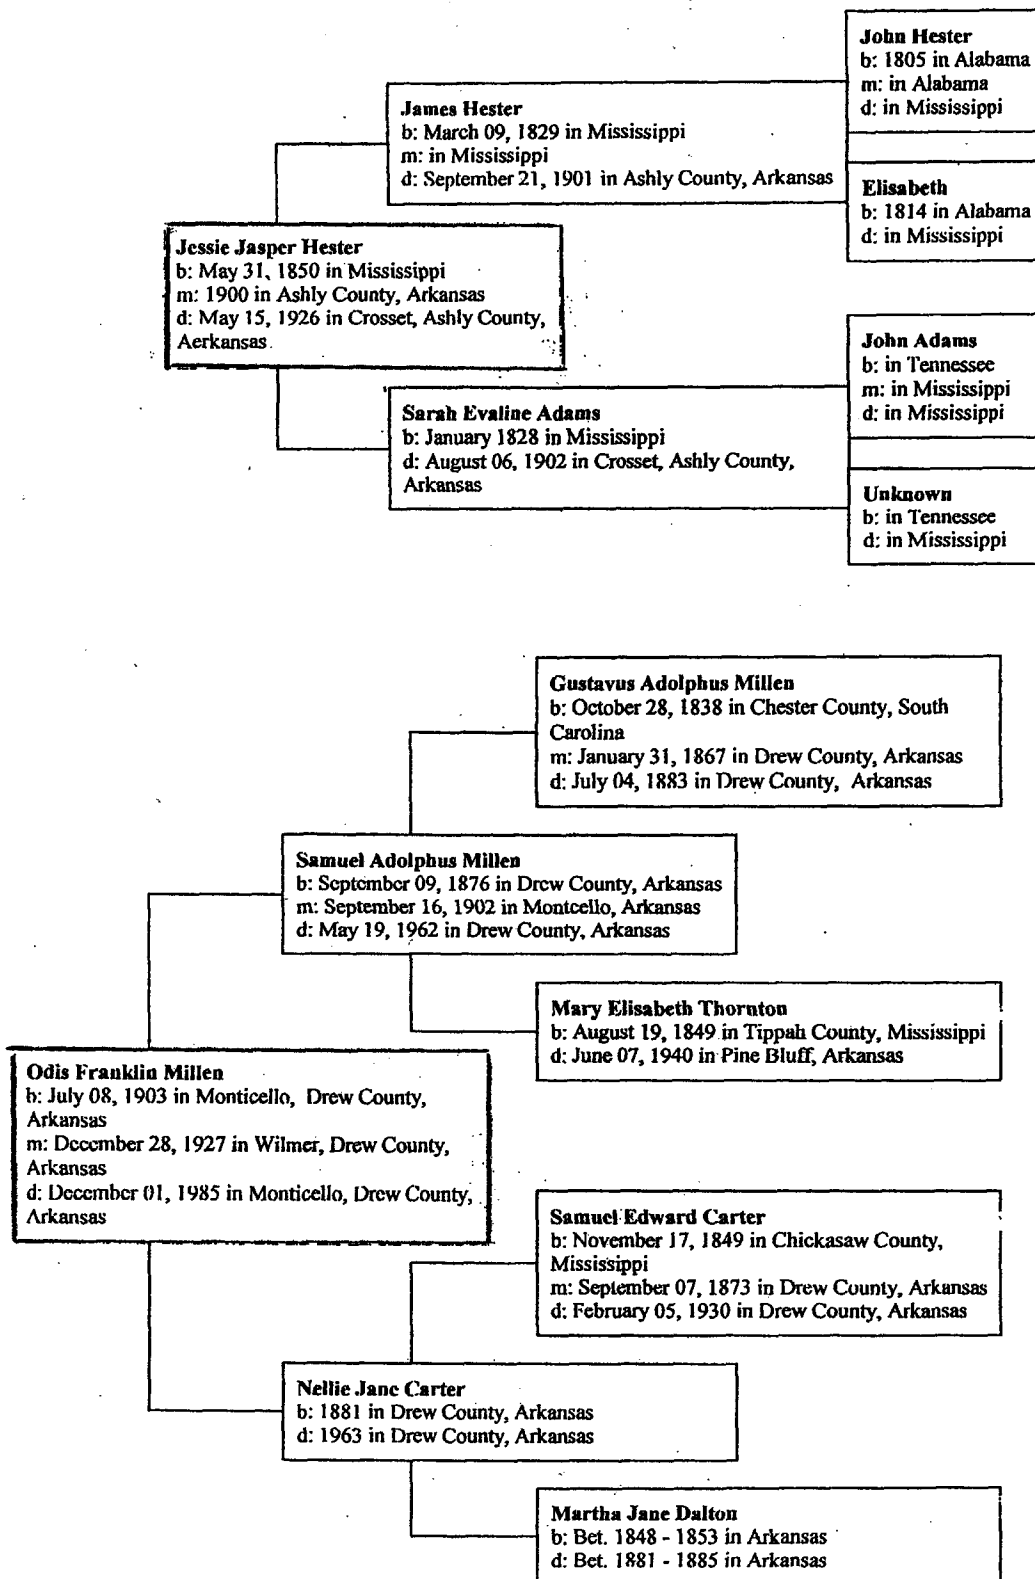 John Hester
b: 1805 in Alabama
m: in Alabama
d: in Mississippi
James Hester
b: March 09, 1829 in Mississippi
m: in Mississippi
d: September 21, 1901 in Ashly County, Arkansas
Elisabeth
b: 1814 in Alabama
d: in Mississippi
Jessie Jasper Hester
b: May 31, 1850 in Mississippi
m: 1900 in Ashly County, Arkansas
d: May 15, 1926 in Crosset, Ashly County,
Aerkansas
John Adams
b: in Tennessee
m: in Mississippi
d: in Mississippi
Sarah Evaline Adams
b: January 1828 in Mississippi
d: August 06, 1902 in Crosset, Ashly County,
Arkansas
Unknown
b: in Tennessee
d: in Mississippi
Gustavus Adolphus Millen
b: October 28, 1838 in Chester County, South
Carolina
m: January 31, 1867 in Drew County, Arkansas
d: July 04, 1883 in Drew County, Arkansas
Samuel Adolphus Millen
b: September 09, 1876 in Drew County, Arkansas
m: September 16, 1902 in Montcello, Arkansas
d: May 19, 1962 in Drew County, Arkansas
Mary Elisabeth Thornton
b: August 19, 1849 in Tippah County, Mississippi
d: June 07, 1940 in Pine Bluff, Arkansas
Odis Franklin Millen
b: July 08, 1903 in Monticello, Drew County,
Arkansas
m: December 28, 1927 in Wilmer, Drew County,
Arkansas
d: December 01, 1985 in Monticello, Drew County,
Arkansas
Samuel Edward Carter
b: November 17, 1849 in Chickasaw County,
Mississippi
m: September 07, 1873 in Drew County, Arkansas
d: February 05, 1930 in Drew County, Arkansas
Nellie Jane Carter
b: 1881 in Drew County, Arkansas
d: 1963 in Drew County, Arkansas
Martha Jane Dalton
b: Bet. 1848 - 1853 in Arkansas
d: Bet. 1881 - 1885 in Arkansas